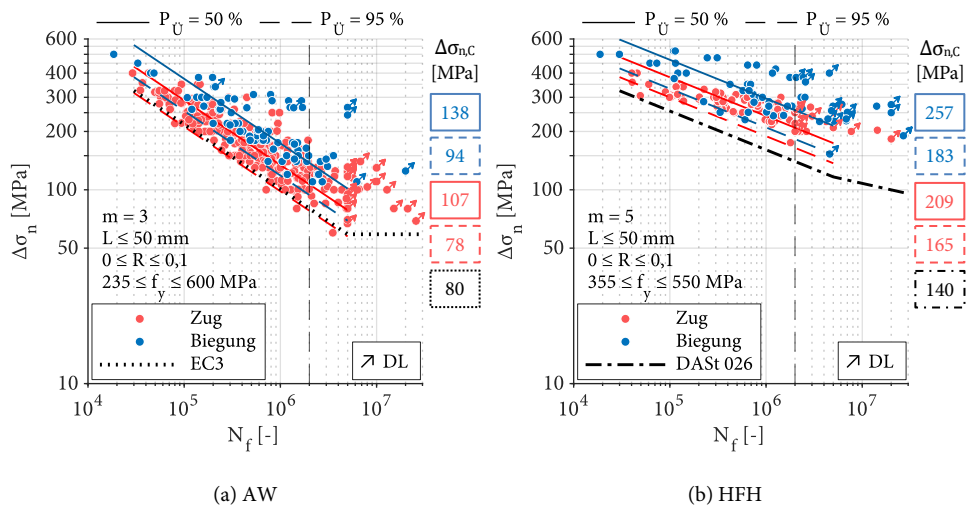 P_Ü = 50 % P_Ü = 95 %
Δσ_n,C
[MPa]
600
400
300
200
100
50
10
Δσ_n [MPa]
138
94
107
78
80
m = 3
L ≤ 50 mm
0 ≤ R ≤ 0,1
235 ≤ f_y ≤ 600 MPa
Zug
Biegung
EC3
DL
10^4 10^5 10^6 10^7
N_f [-]
(a) AW
P_Ü = 50 % P_Ü = 95 %
Δσ_n,C
[MPa]
600
400
300
200
100
50
10
Δσ_n [MPa]
257
183
209
165
140
m = 5
L ≤ 50 mm
0 ≤ R ≤ 0,1
355 ≤ f_y ≤ 550 MPa
Zug
Biegung
DASt 026
DL
10^4 10^5 10^6 10^7
N_f [-]
(b) HFH